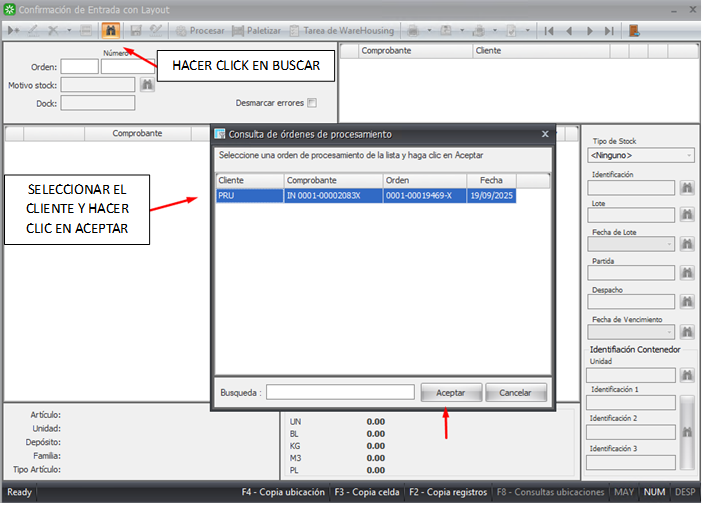 Confirmación de Entrada con Layout
Procesar Paletizar Tarea de WareHousing
Número
Orden:
Motivo stock:
Dock:
Desmarcar errores
HACER CLICK EN BUSCAR
Comprobante Cliente
Comprobante
SELECCIONAR EL
CLIENTE Y HACER
CLIC EN ACEPTAR
Consulta de órdenes de procesamiento
Seleccione una orden de procesamiento de la lista y haga clic en Aceptar
Cliente Comprobante Orden Fecha
PRU IN 0001-00002083X 0001-00019469-X 19/09/2025
Busqueda :
Aceptar Cancelar
Tipo de Stock
<Ninguno>
Identificación
Lote
Fecha de Lote
Partida
Despacho
Fecha de Vencimiento
Identifiación Contenedor
Unidad
Identificación 1
Identificación 2
Identificación 3
Artículo:
Unidad:
Depósito:
Familia:
Tipo Artículo:
UN 0.00
BL 0.00
KG 0.00
M3 0.00
PL 0.00
Ready F4 - Copia ubicación F3 - Copia celda F2 - Copia registros F8 - Consultas ubicaciones MAY NUM DESP